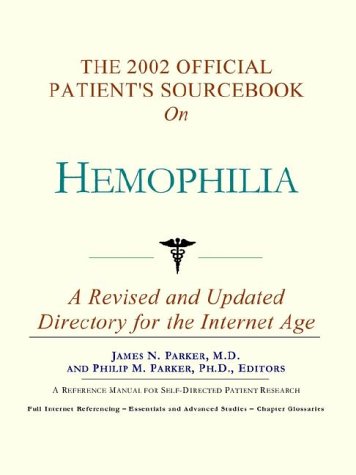 THE 2002 OFFICIAL
PATIENT'S SOURCEBOOK
On
HEMOPHILIA
A Revised and Updated
Directory for the Internet Age
JAMES N. PARKER, M.D.
AND PHILIP M. PARKER, PH.D., EDITORS
A REFERENCE MANUAL FOR SELF-DIRECTED PATIENT RESEARCH
Full Internet Referencing – Essentials and Advanced Studies – Chapter Glossaries